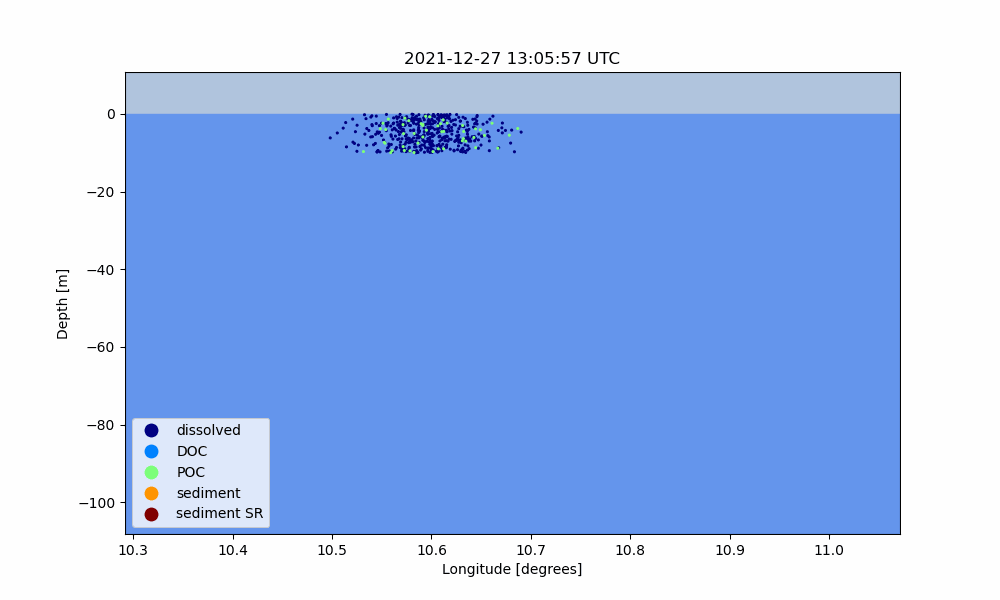 2021-12-27 13:05:57 UTC
0
−20
−40
−60
−80
−100
Depth [m]
dissolved
DOC
POC
sediment
sediment SR
10.3 10.4 10.5 10.6 10.7 10.8 10.9 11.0
Longitude [degrees]